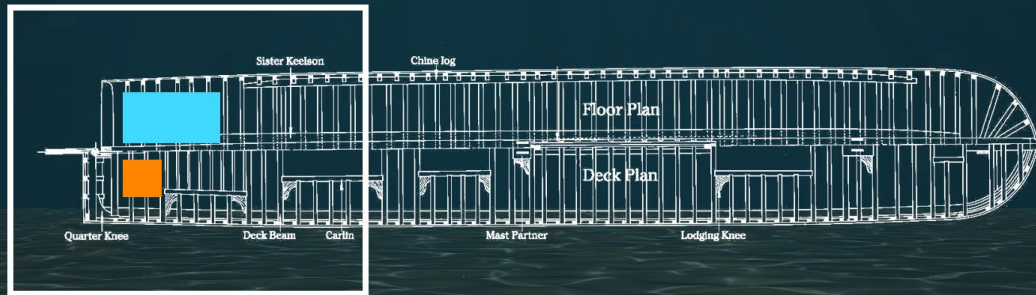 Sister Keelson
Chine log
Floor Plan
Deck Plan
Quarter Knee
Deck Beam
Carlin
Mast Partner
Lodging Knee